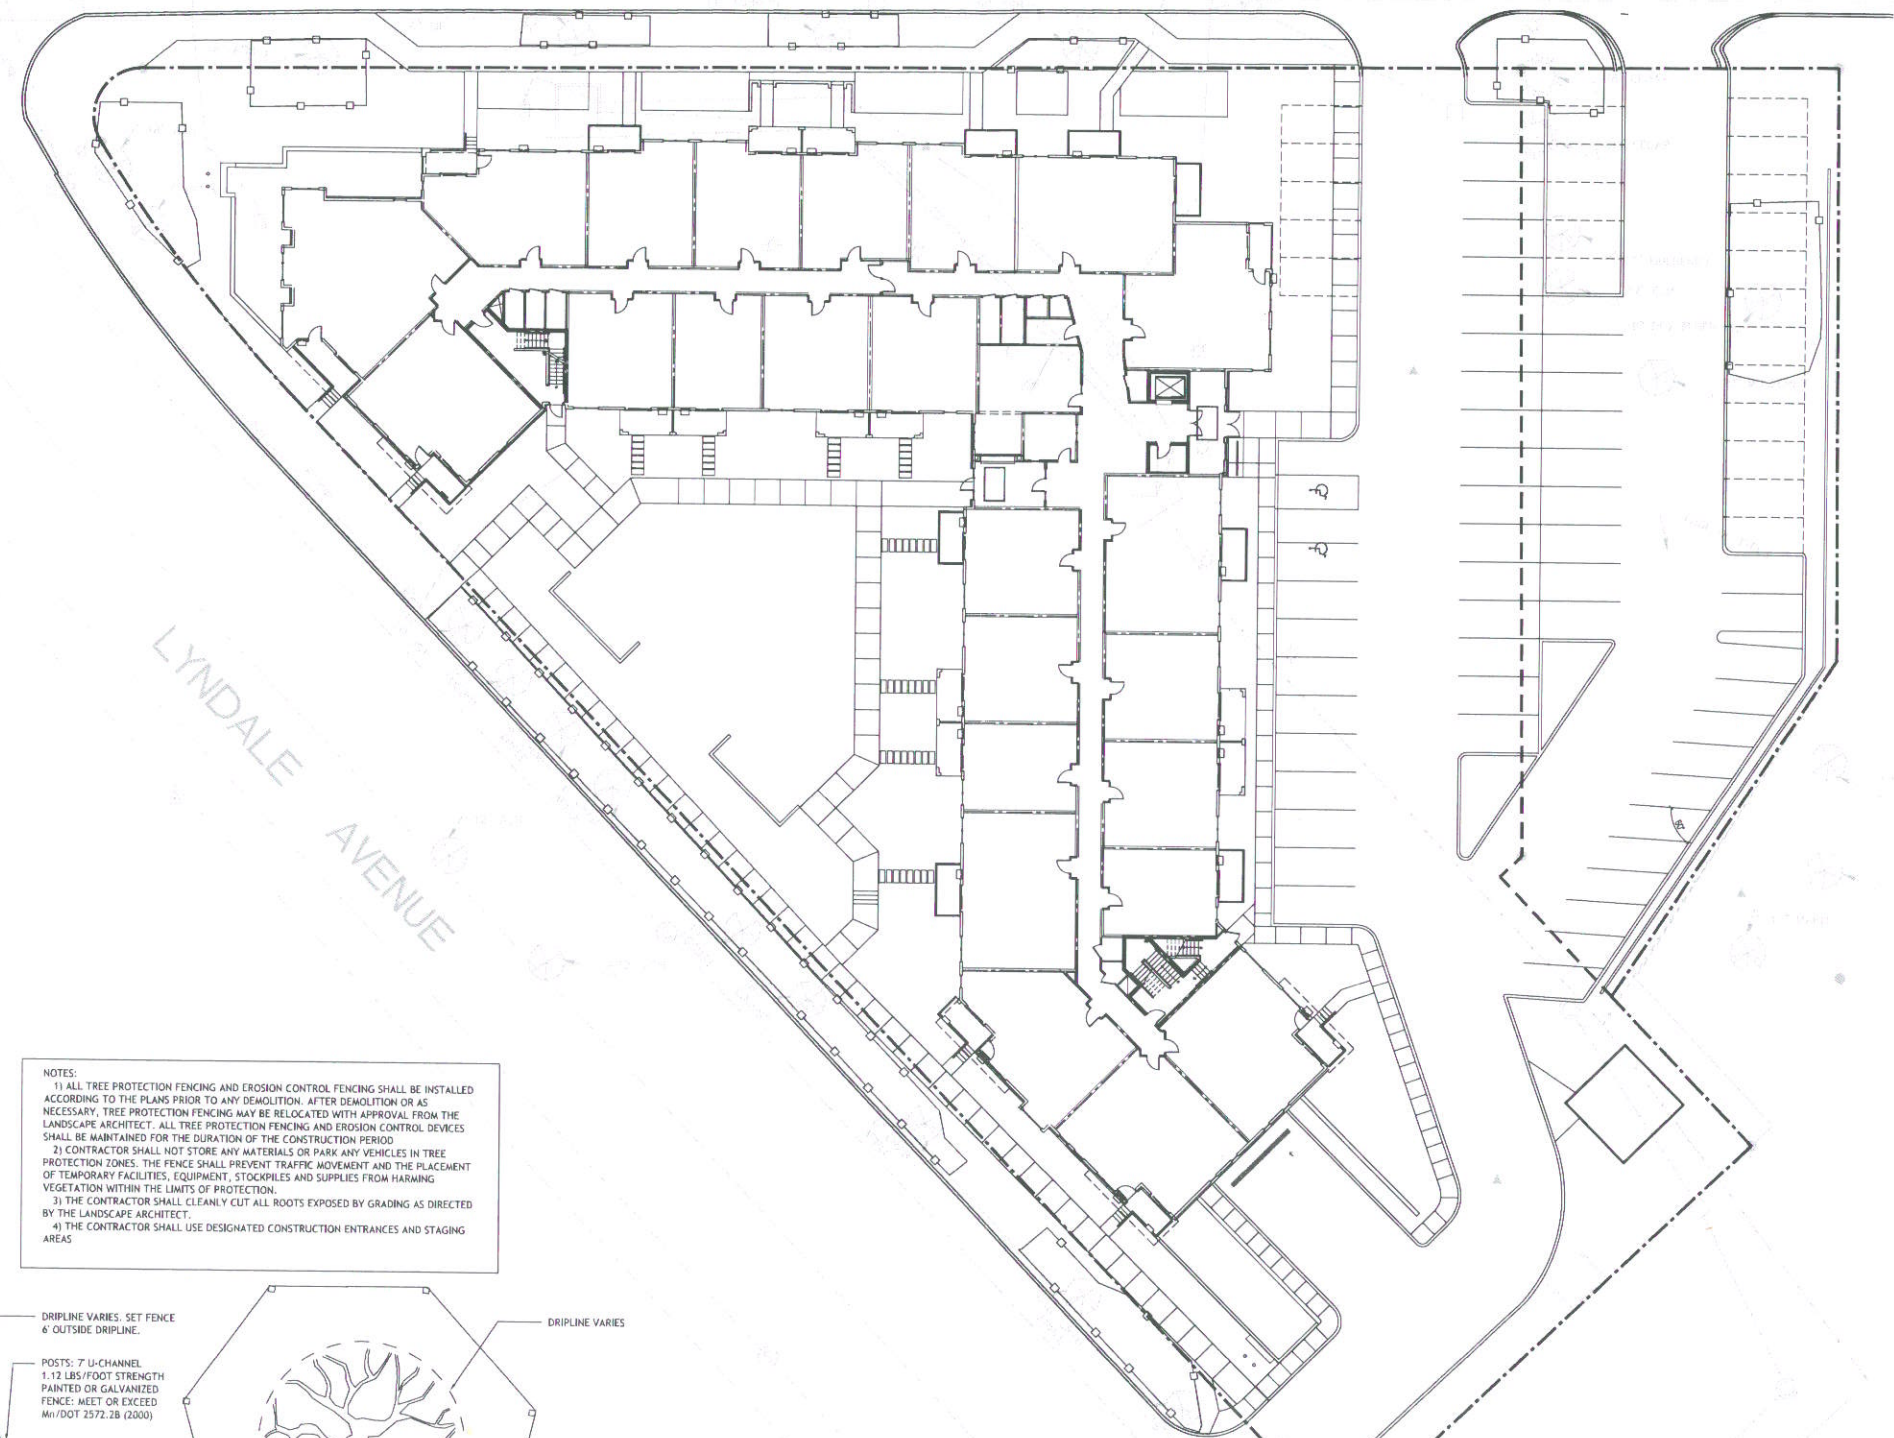 LYNDALE
AVENUE
NOTES:
1) ALL TREE PROTECTION FENCING AND EROSION CONTROL FENCING SHALL BE INSTALLED
ACCORDING TO THE PLANS PRIOR TO ANY DEMOLITION. AFTER DEMOLITION OR AS
NECESSARY, TREE PROTECTION FENCING MAY BE RELOCATED WITH APPROVAL FROM THE
LANDSCAPE ARCHITECT. ALL TREE PROTECTION FENCING AND EROSION CONTROL DEVICES
SHALL BE MAINTAINED FOR THE DURATION OF THE CONSTRUCTION PERIOD
2) CONTRACTOR SHALL NOT STORE ANY MATERIALS OR PARK ANY VEHICLES IN TREE
PROTECTION ZONES. THE FENCE SHALL PREVENT TRAFFIC MOVEMENT AND THE PLACEMENT
OF TEMPORARY FACILITIES, EQUIPMENT, STOCKPILES AND SUPPLIES FROM HARMING
VEGETATION WITHIN THE LIMITS OF PROTECTION.
3) THE CONTRACTOR SHALL CLEANLY CUT ALL ROOTS EXPOSED BY GRADING AS DIRECTED
BY THE LANDSCAPE ARCHITECT.
4) THE CONTRACTOR SHALL USE DESIGNATED CONSTRUCTION ENTRANCES AND STAGING
AREAS
DRIPLINE VARIES. SET FENCE
6' OUTSIDE DRIPLINE.
DRIPLINE VARIES
POSTS: 7' U-CHANNEL
1.12 LBS/FOOT STRENGTH
PAINTED OR GALVANIZED
FENCE: MEET OR EXCEED
Mn/DOT 2572.2B (2000)